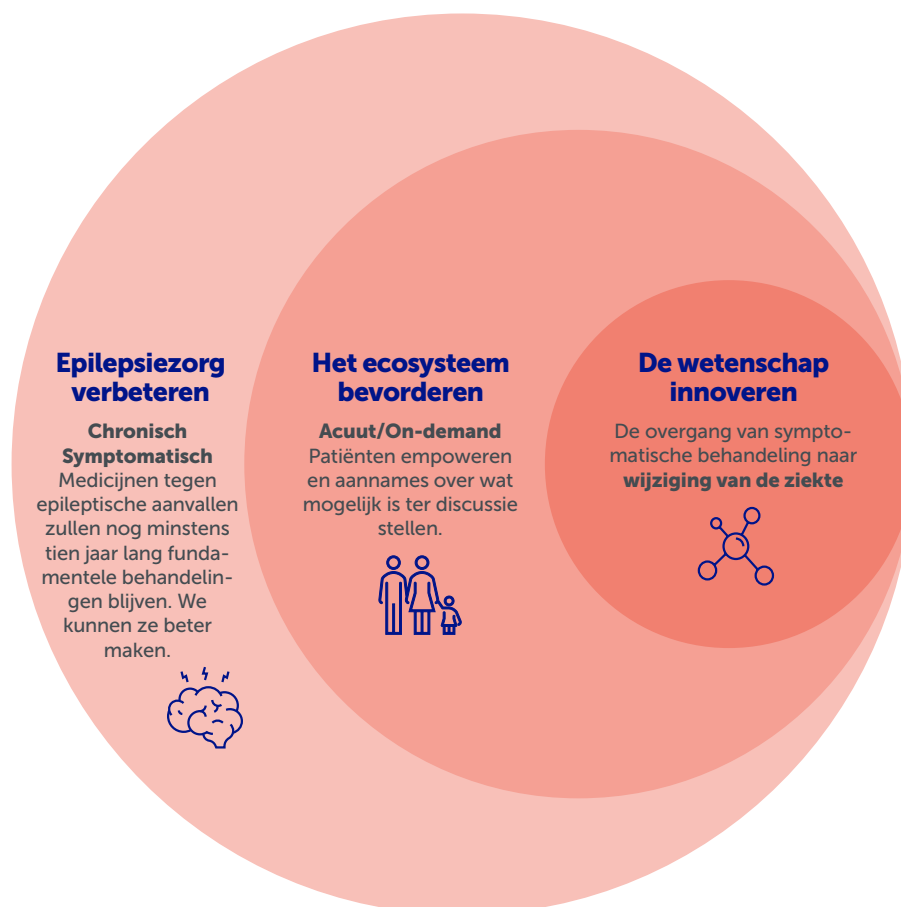 Epilepsiezorg
verbeteren
Chronisch
Symptomatisch
Medicijnen tegen
epileptische aanvallen
zullen nog minstens
tien jaar lang funda-
mentele behandelin-
gen blijven. We
kunnen ze beter
maken.
Het ecosysteem
bevorderen
Acuut/On-demand
Patiënten empoweren
en aannames over wat
mogelijk is ter discussie
stellen.
De wetenschap
innoveren
De overgang van sympto-
matische behandeling naar
wijziging van de ziekte